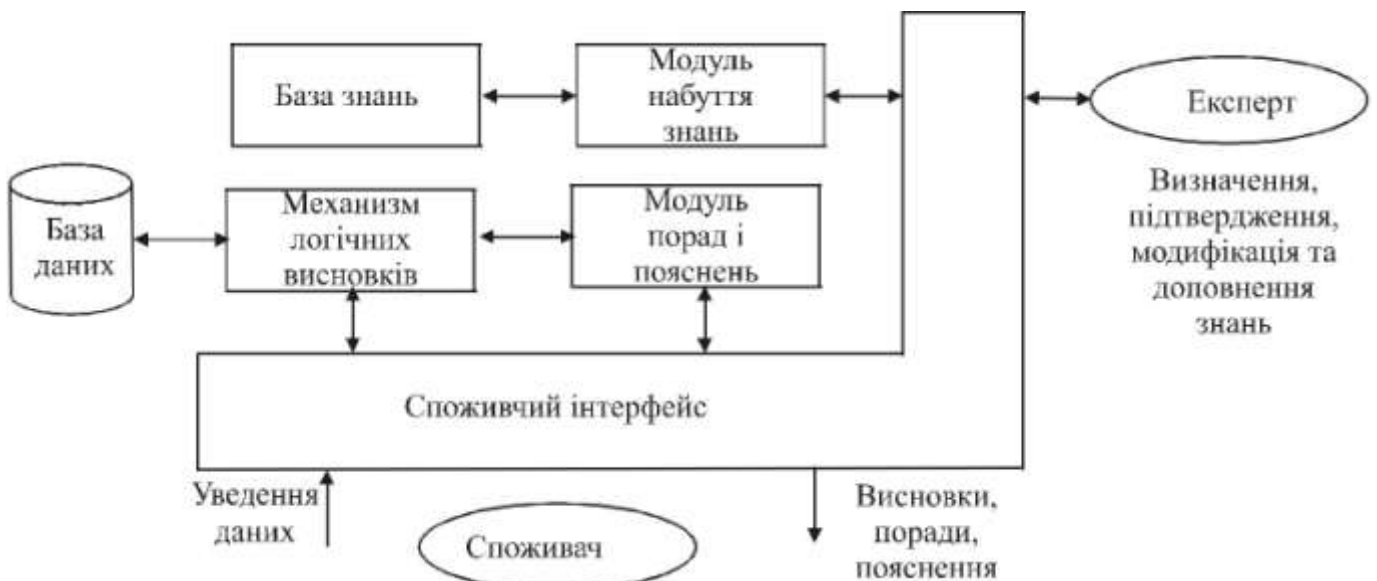 База знань
Модуль
набуття
знань
Експерт
База
даних
Механізм
логічних
висновків
Модуль
порад і
пояснень
Визначення,
підтвердження,
модифікація та
доповнення
знань
Споживчий інтерфейс
Уведення
даних
Споживач
Висновки,
поради,
пояснення